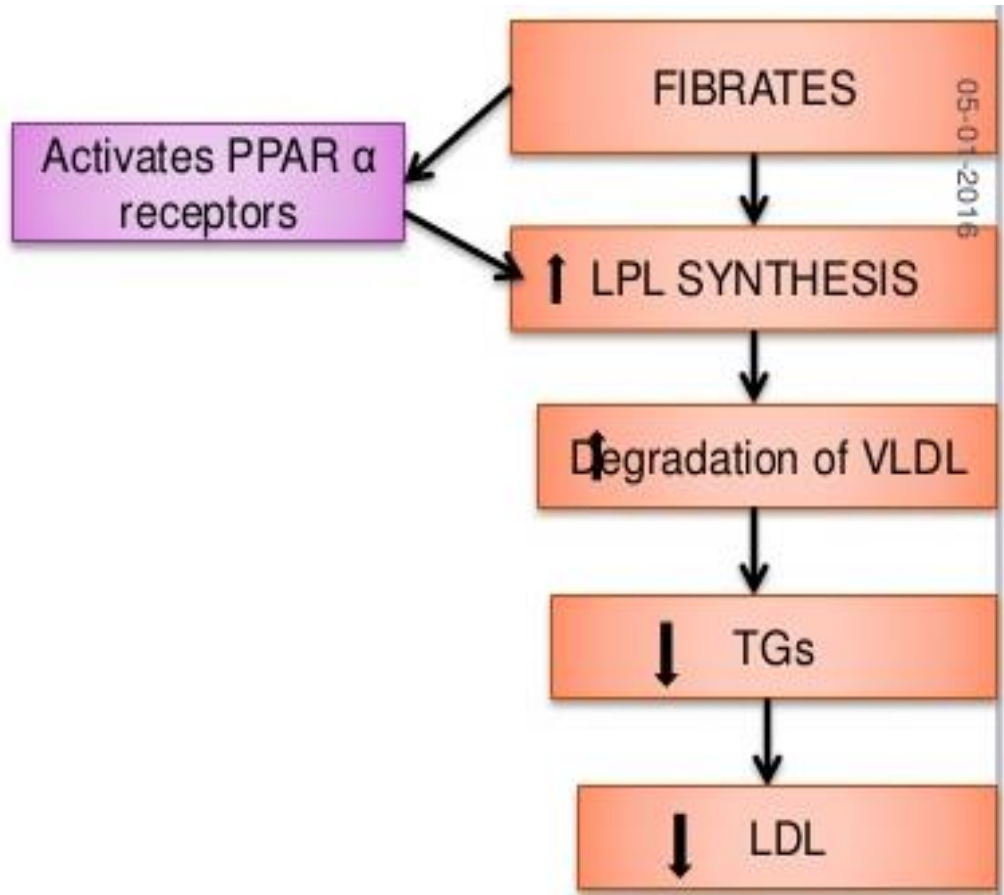 FIBRATES
05-01-2016
Activates PPAR α
receptors
LPL SYNTHESIS
Degradation of VLDL
TGs
LDL